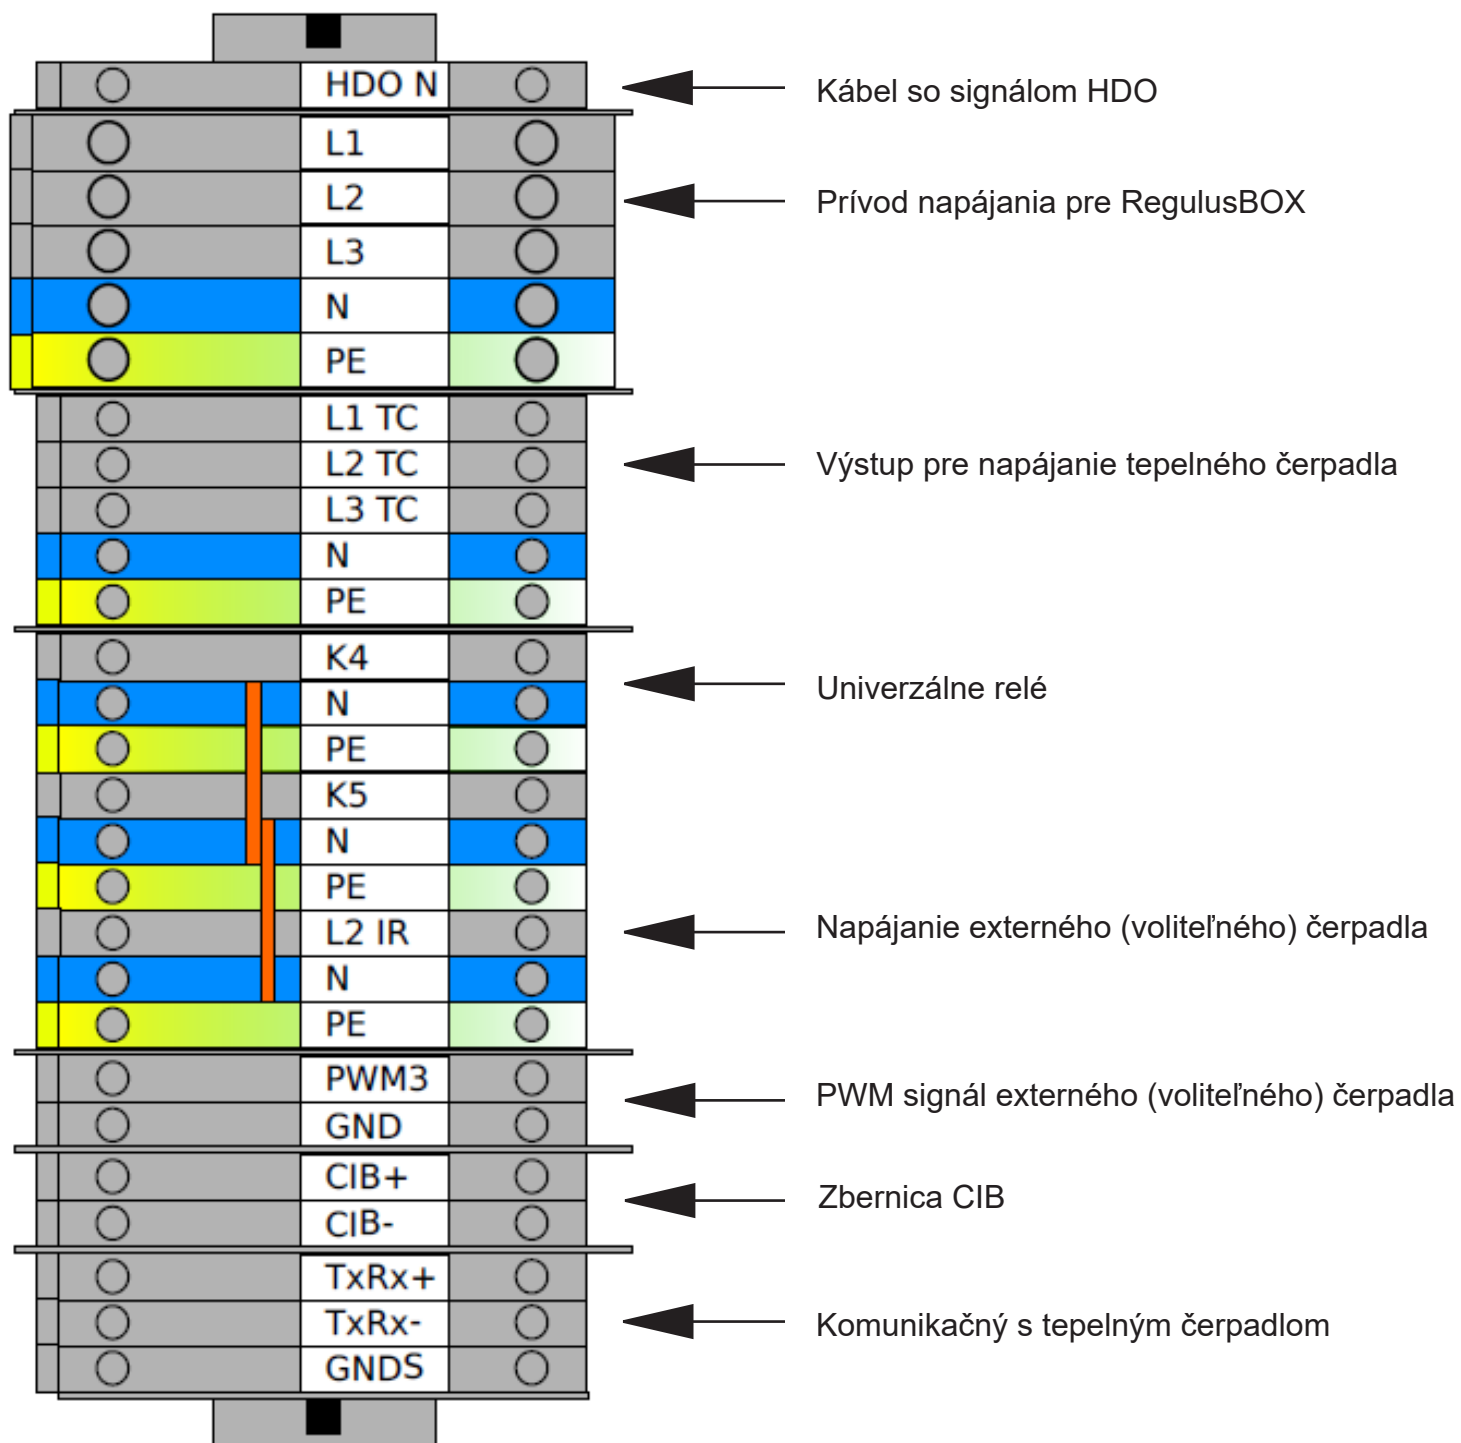 HDO N Kábel so signálom HDO
L1
L2 Prívod napájania pre RegulusBOX
L3
N
PE
L1 TC
L2 TC Výstup pre napájanie tepelného čerpadla
L3 TC
N
PE
K4
N Univerzálne relé
PE
K5
N
PE
L2 IR Napájanie externého (voliteľného) čerpadla
N
PE
PWM3 PWM signál externého (voliteľného) čerpadla
GND
CIB+ Zbernica CIB
CIB-
TxRx+
TxRx- Komunikačný s tepelným čerpadlom
GNDS